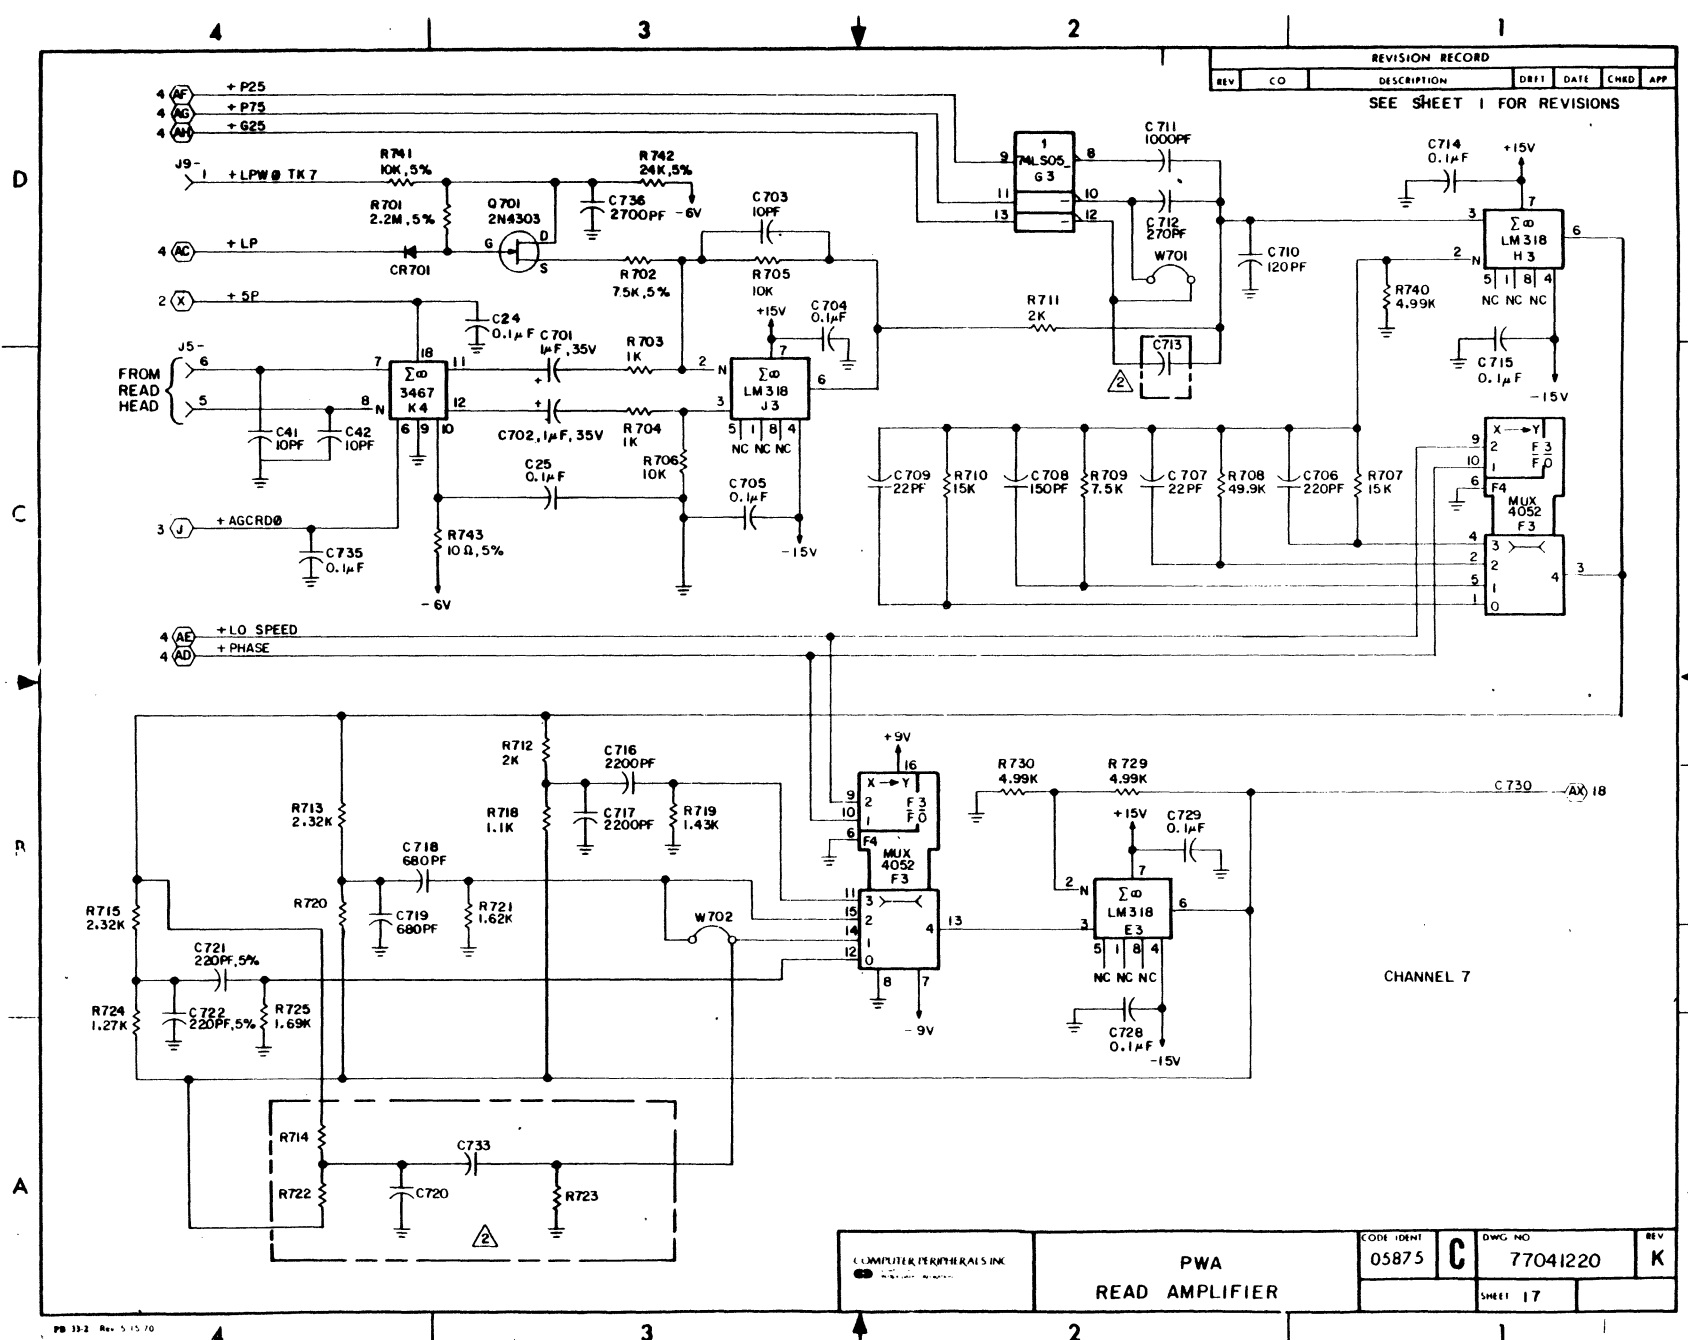 4 3 2 1
REVISION RECORD
REV CO DESCRIPTION DRFT DATE CHKD APP
SEE SHEET 1 FOR REVISIONS
4 AF + P25
4 AG + P75
4 AH + G25
J9-
1 + LPWØ TK7
R741
10K,5%
R742
24K,5%
-6V
R701
2.2M,5%
Q701
2N4303
G D S
C736
2700PF
C703
10PF
4 AC + LP
CR701
R702
7.5K,5%
R705
10K
2 X + 5P
C24
0.1µF
C701
1µF,35V
+
R703
1K
+15V
C704
0.1µF
J5-
6
5
FROM
READ
HEAD
7 18 11
Σ∞
3467
K4
8 N 12
6 9 10
C41
10PF
C42
10PF
+
C702,1µF,35V
R704
1K
2 N 7
Σ∞
LM318
J3
3 6
5 1 8 4
NC NC NC
R706
10K
C25
0.1µF
C705
0.1µF
-15V
3 J + AGCRDØ
C735
0.1µF
R743
10Ω,5%
-6V
9 1 8
74LS05
G3
11 10
13 12
C711
1000PF
C712
270PF
W701
R711
2K
C713
2
C710
120PF
C714
0.1µF
+15V
7
3 Σ∞ 6
LM318
H3
2 N
5 1 8 4
NC NC NC
R740
4.99K
C715
0.1µF
-15V
C709
22PF
R710
15K
C708
150PF
R709
7.5K
C707
22PF
R708
49.9K
C706
220PF
R707
15K
X → Y
9 2 F 3
10 1 F 0
6 F4
MUX
4052
F3
4 3
2 2
5 1
1 0
4 3
4 AE + LO SPEED
4 AD + PHASE
R712
2K
C716
2200PF
R713
2.32K
R718
1.1K
C717
2200PF
R719
1.43K
C718
680PF
R720
C719
680PF
R721
1.62K
W702
R715
2.32K
C721
220PF,5%
R724
1.27K
C722
220PF,5%
R725
1.69K
+9V
16
X → Y
9 2 F 3
10 1 F 0
6 F4
MUX
4052
F3
11 3
15 2
14 1
12 0
4 13
8 7
-9V
R730
4.99K
R729
4.99K
+15V
C729
0.1µF
C730 AX 18
2 N 7
Σ∞
LM318
E3
3 6
5 1 8 4
NC NC NC
C728
0.1µF
-15V
CHANNEL 7
R714
C733
R722
C720
R723
2
COMPUTER PERIPHERALS INC
PWA
READ AMPLIFIER
CODE IDENT
05875
C
DWG NO
77041220
REV
K
SHEET 17
PB 33-2 Rev 5-15-70
D C B A
4 3 2 1